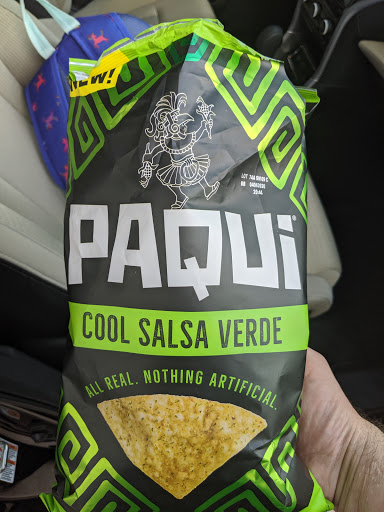 NEW!
PAQUI
COOL SALSA VERDE
ALL REAL. NOTHING ARTIFICIAL.